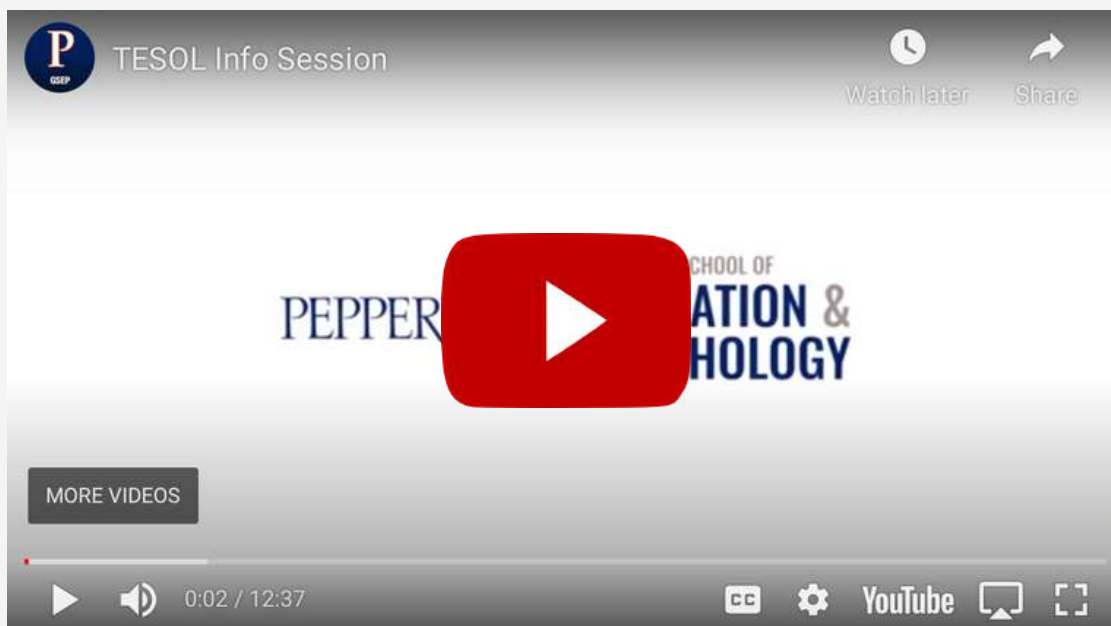 P
GSEP
TESOL Info Session
Watch later
Share
PEPPER
CHOOL OF
ATION &
HOLOGY
MORE VIDEOS
0:02 / 12:37
CC
YouTube